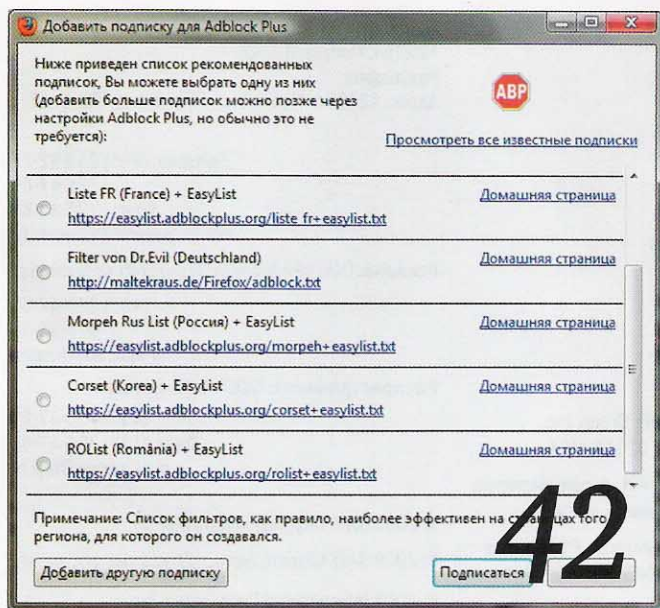 Добавить подписку для Adblock Plus
Ниже приведен список рекомендованных
подписок, Вы можете выбрать одну из них
(добавить больше подписок можно позже через
настройки Adblock Plus, но обычно это не
требуется):
ABP
Просмотреть все известные подписки
Liste FR (France) + EasyList
Домашняя страница
https://easylist.adblockplus.org/liste_fr+easylist.txt
Filter von Dr.Evil (Deutschland)
Домашняя страница
http://maltekraus.de/Firefox/adblock.txt
Morpeh Rus List (Россия) + EasyList
Домашняя страница
https://easylist.adblockplus.org/morpeh+easylist.txt
Corset (Korea) + EasyList
Домашняя страница
https://easylist.adblockplus.org/corset+easylist.txt
ROList (România) + EasyList
Домашняя страница
https://easylist.adblockplus.org/rolist+easylist.txt
Примечание: Список фильтров, как правило, наиболее эффективен на страницах того
региона, для которого он создавался.
Добавить другую подписку
Подписаться
42